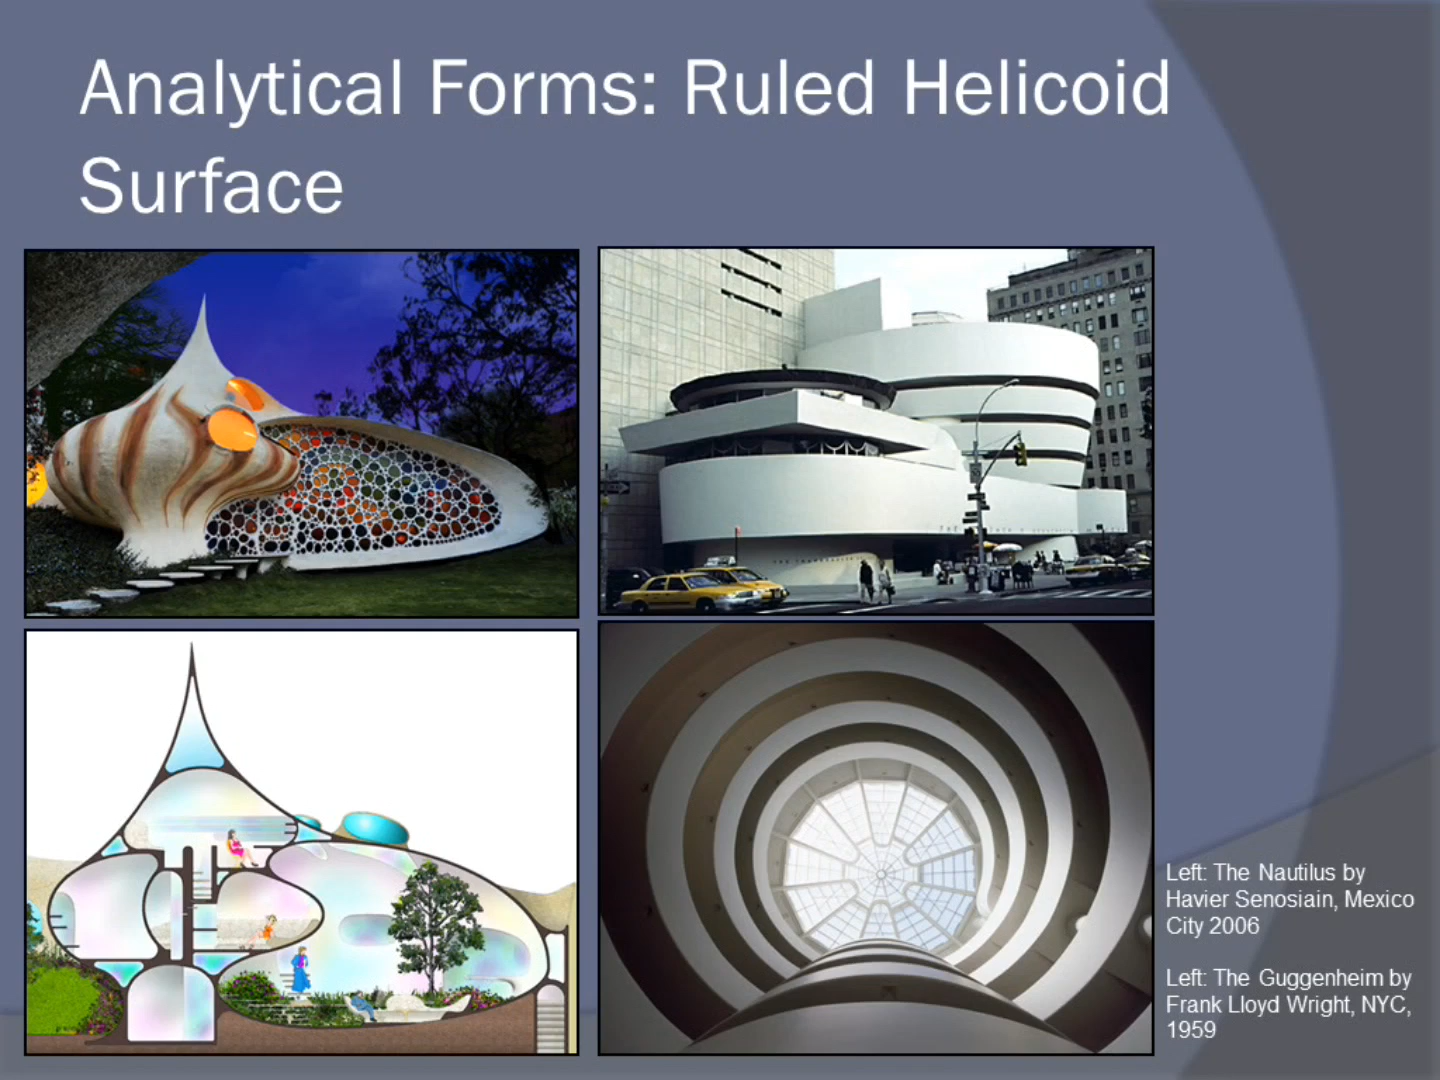 Analytical Forms: Ruled Helicoid
Surface
Left: The Nautilus by
Havier Senosiain, Mexico
City 2006
Left: The Guggenheim by
Frank Lloyd Wright, NYC,
1959